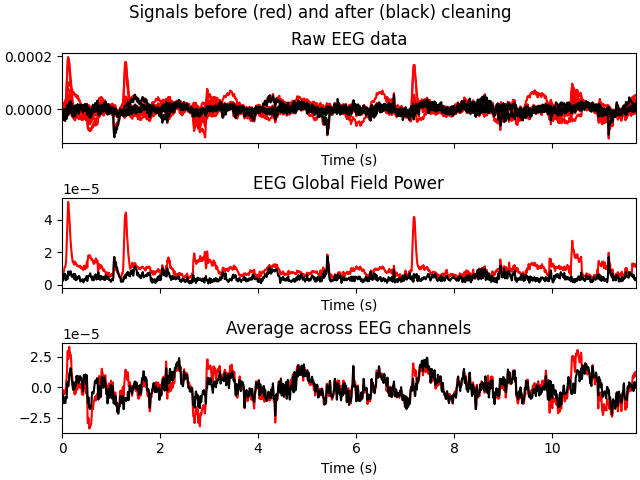 Signals before (red) and after (black) cleaning
Raw EEG data
0.0002
0.0000
Time (s)
EEG Global Field Power
1e−5
4
2
0
Time (s)
Average across EEG channels
1e−5
2.5
0.0
−2.5
0 2 4 6 8 10
Time (s)